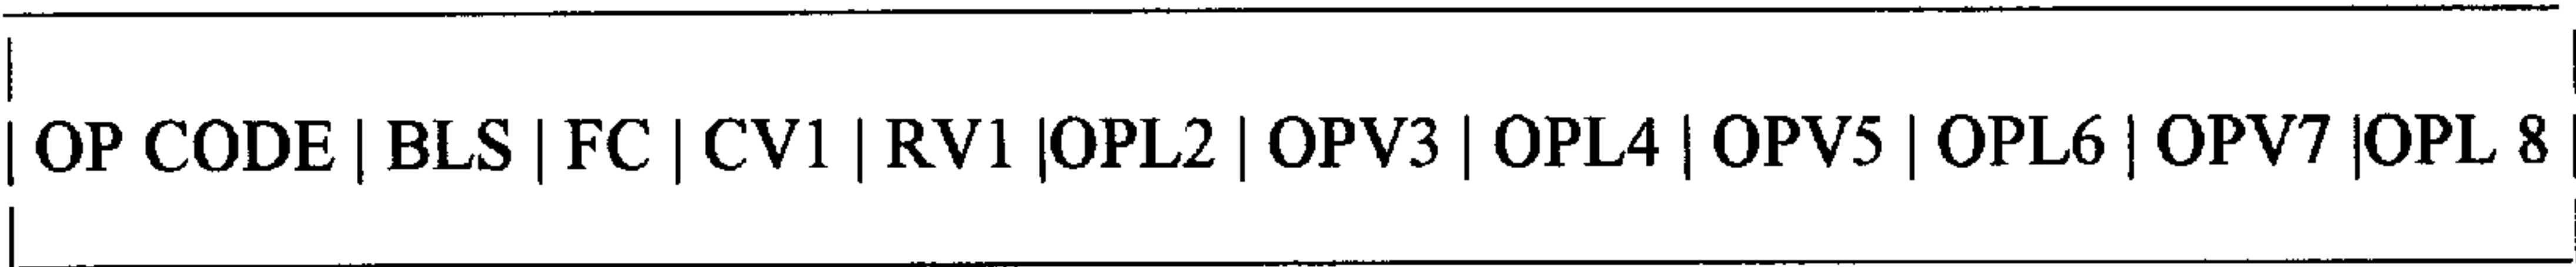 | OP CODE | BLS | FC | CV1 | RV1 |OPL2 | OPV3 | OPL4 | OPV5 | OPL6 | OPV7 |OPL 8 |